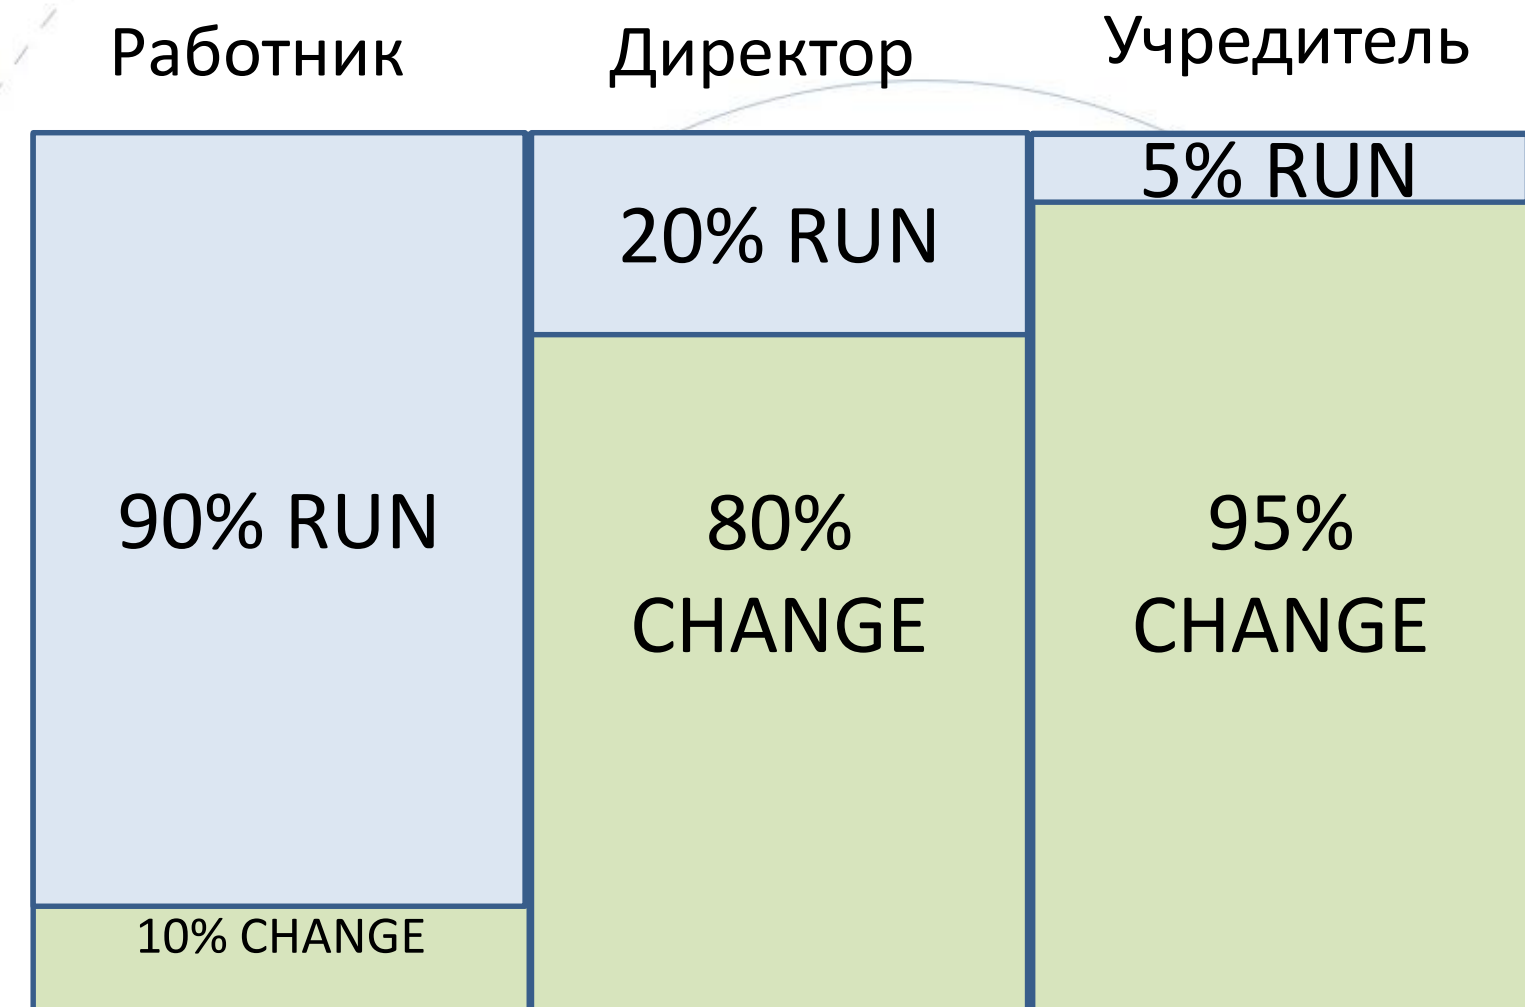 Работник
Директор
Учредитель
90% RUN
10% CHANGE
20% RUN
80%
CHANGE
5% RUN
95%
CHANGE